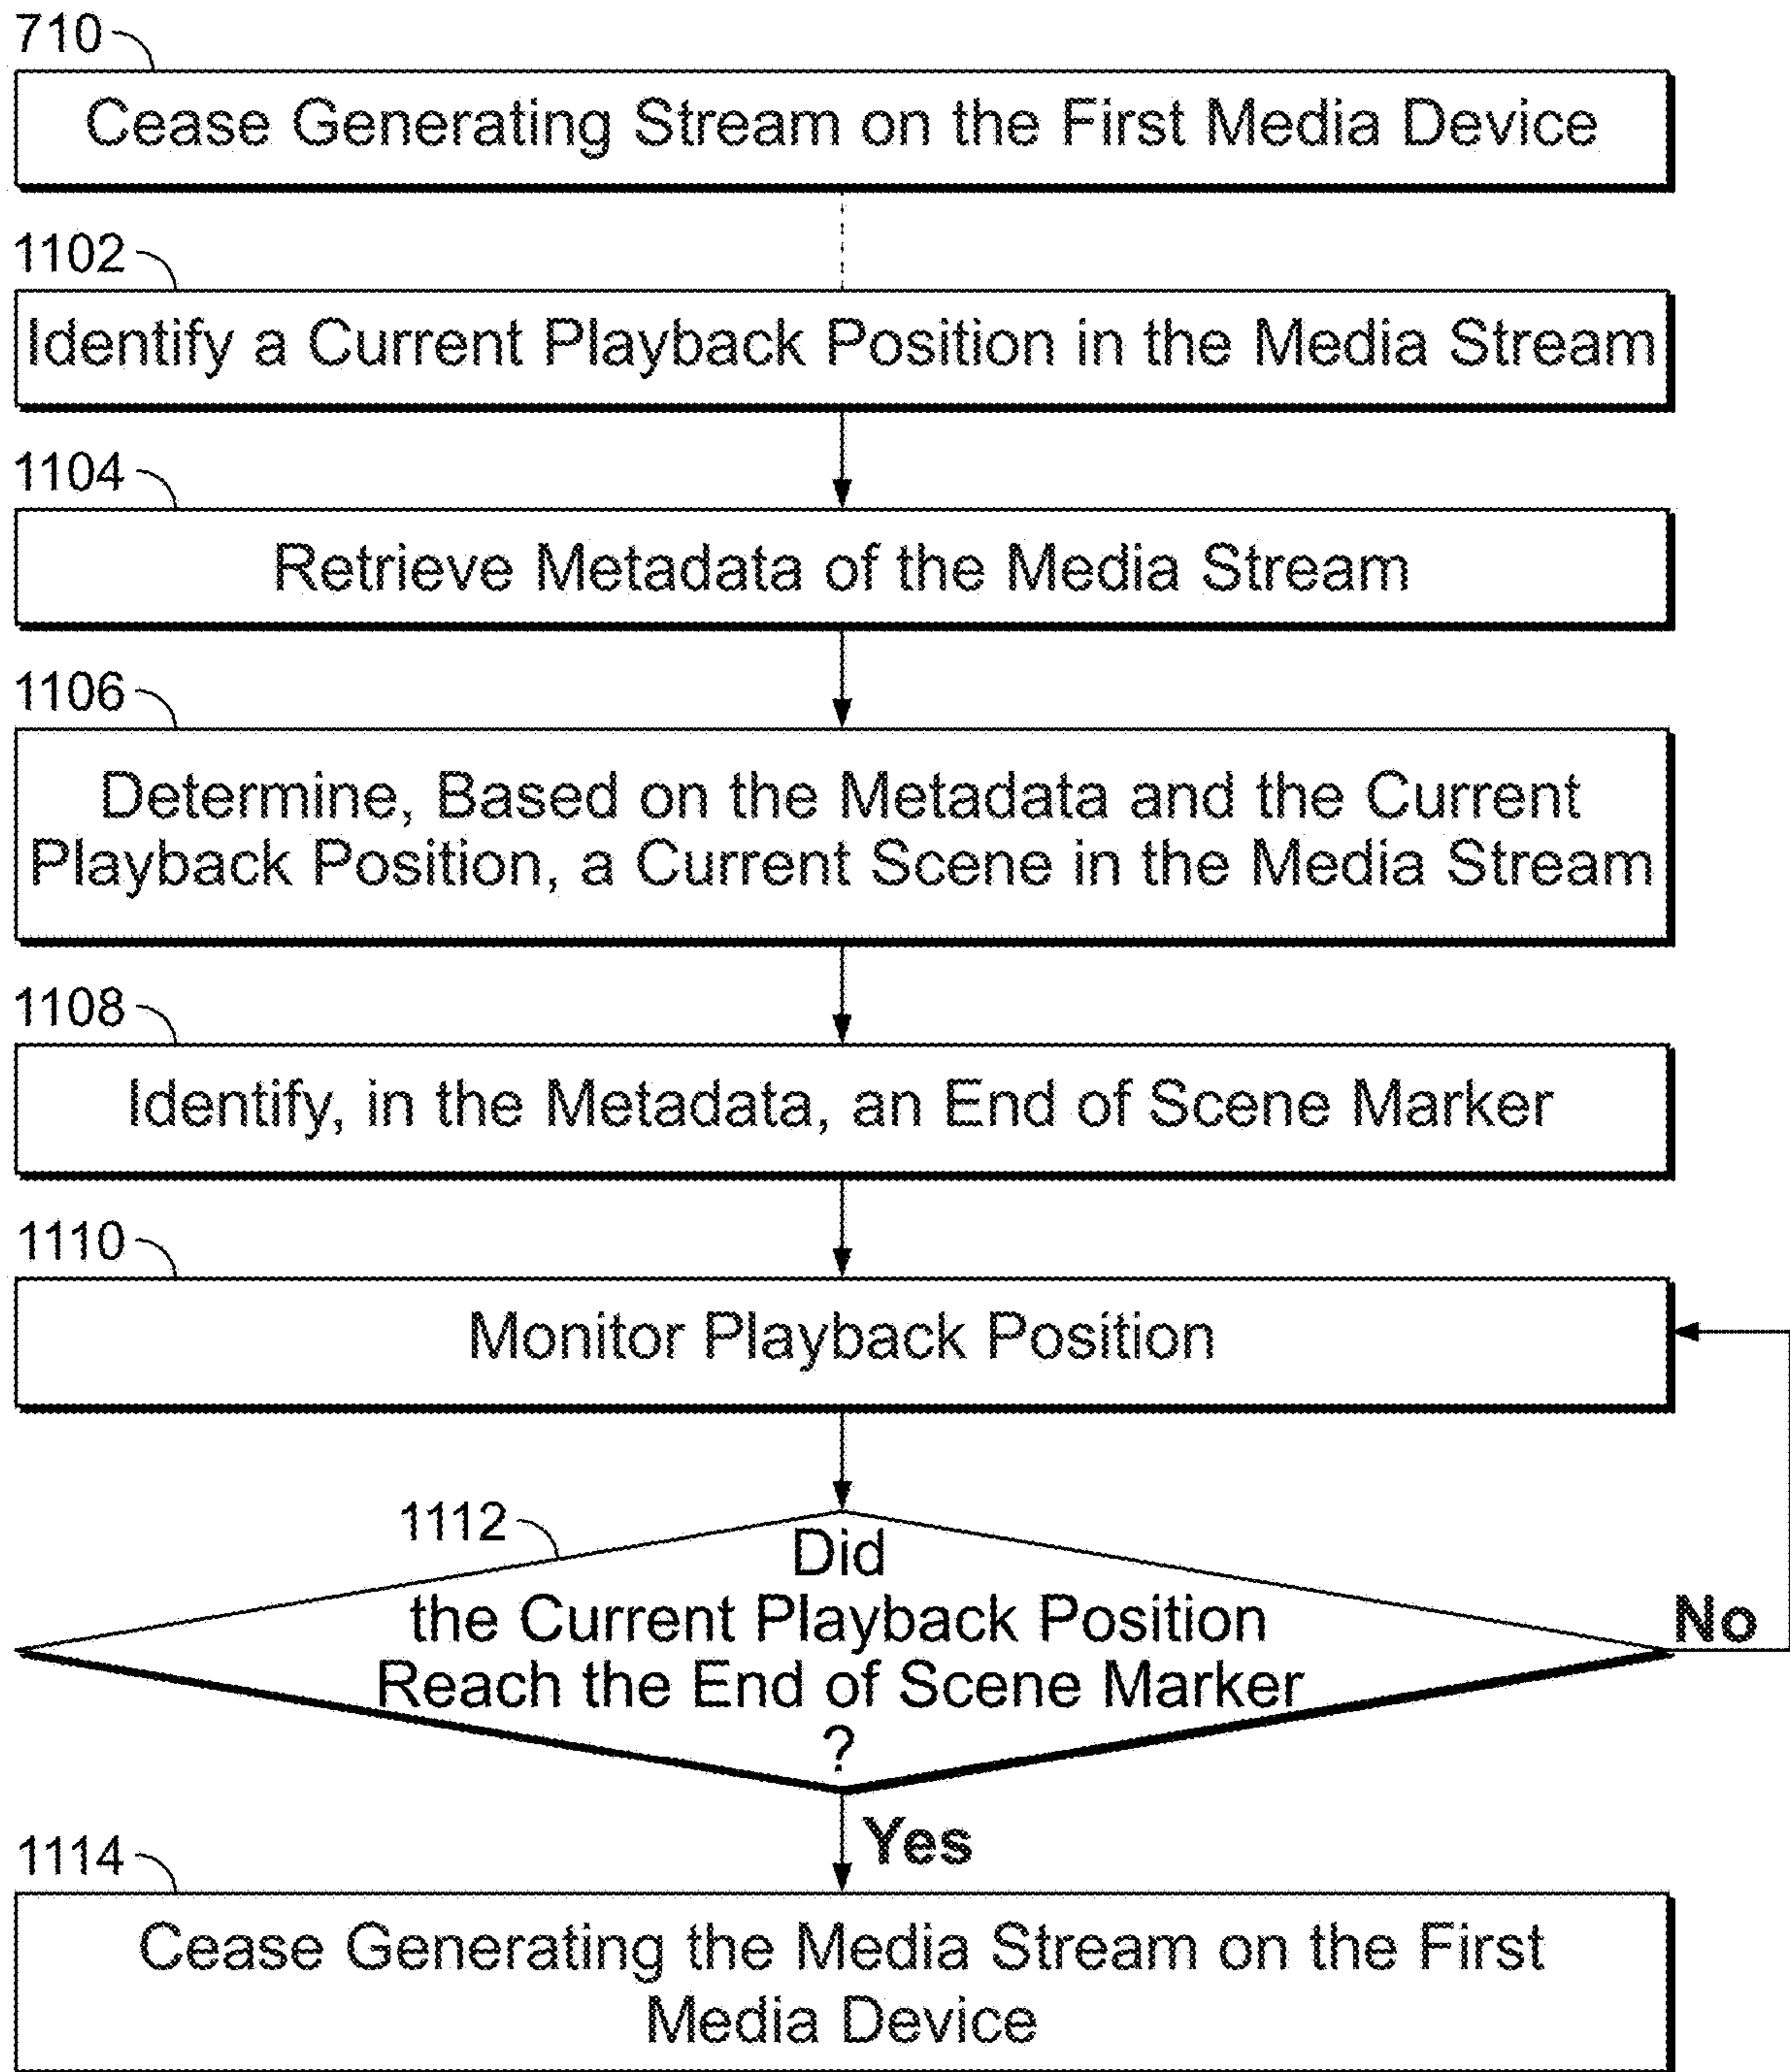 710
Cease Generating Stream on the First Media Device
1102
Identify a Current Playback Position in the Media Stream
1104
Retrieve Metadata of the Media Stream
1106
Determine, Based on the Metadata and the Current
Playback Position, a Current Scene in the Media Stream
1108
Identify, in the Metadata, an End of Scene Marker
1110
Monitor Playback Position
1112
Did
the Current Playback Position
Reach the End of Scene Marker
?
No
Yes
1114
Cease Generating the Media Stream on the First
Media Device